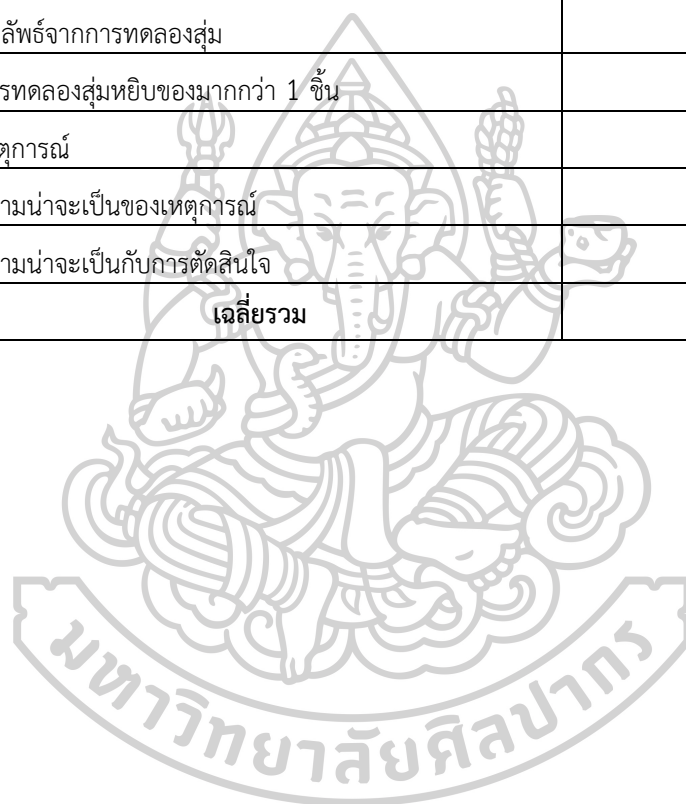 ลัพธ์จากการทดลองสุ่ม
รทดลองสุ่มหยิบของมากกว่า 1 ชิ้น
ตุการณ์
ามน่าจะเป็นของเหตุการณ์
ามน่าจะเป็นกับการตัดสินใจ
เฉลี่ยรวม
มหาวิทยาลัยศิลปากร